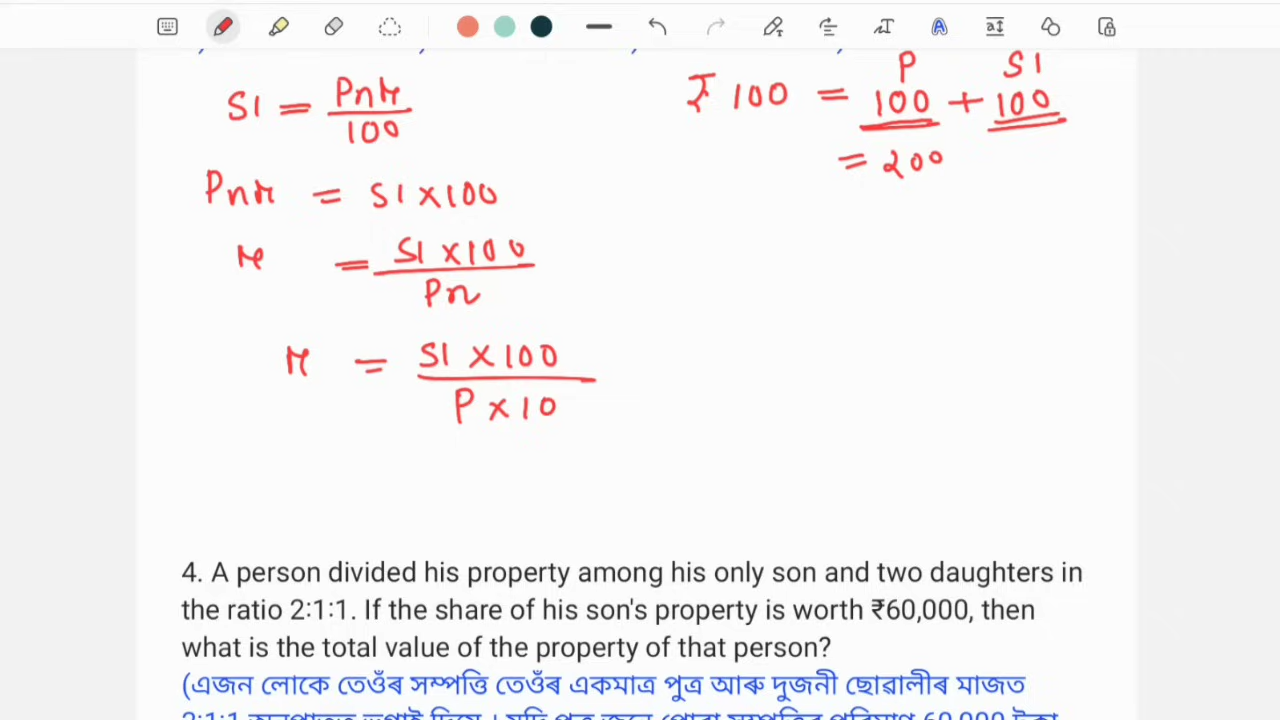 SI = Pnr/100
₹ 100 = P 100 + SI 100
= 200
Pnr = SI × 100
r = SI × 100 / Pn
r = SI × 100 / P × 10
4. A person divided his property among his only son and two daughters in
the ratio 2:1:1. If the share of his son's property is worth ₹60,000, then
what is the total value of the property of that person?
(এজন লোকে তেওঁৰ সম্পত্তি তেওঁৰ একমাত্ৰ পুত্ৰ আৰু দুজনী ছোৱালীৰ মাজত